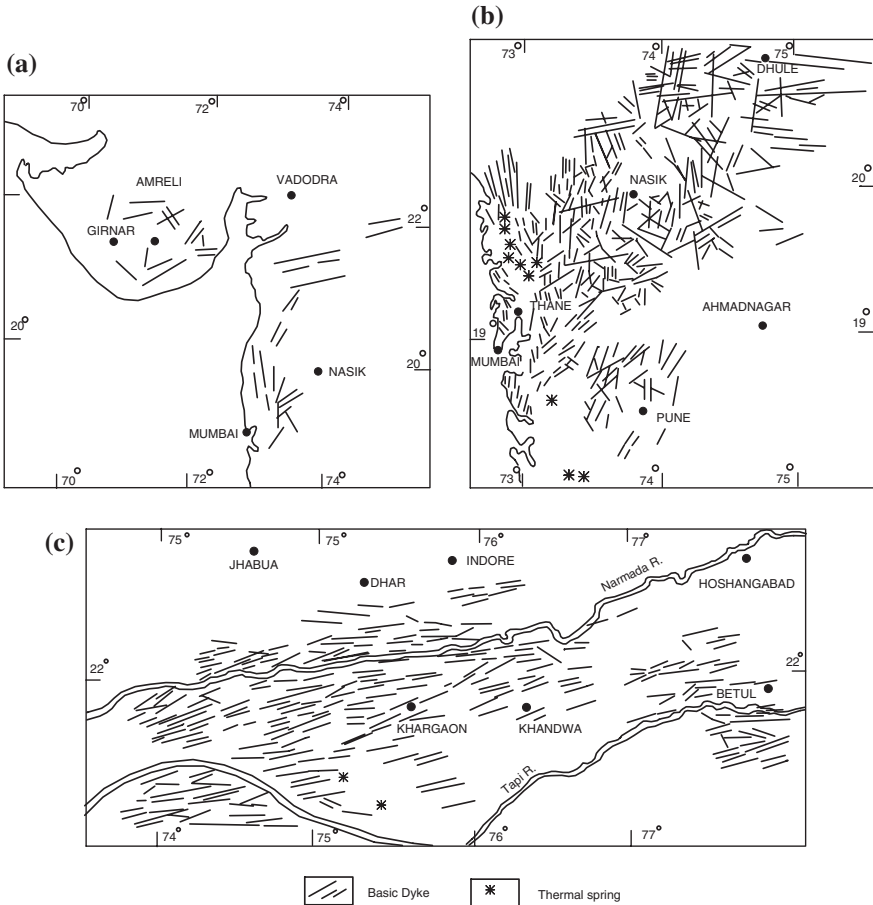 (a)
70°
72°
74°
AMRELI
VADODRA
GIRNAR
22°
20°
20°
NASIK
MUMBAI
70°
72°
74°
(b)
73°
74°
75°
DHULE
20°
NASIK
THANE
AHMADNAGAR
19°
19°
MUMBAI
PUNE
73°
74°
75°
(c)
75°
75°
76°
77°
JHABUA
INDORE
DHAR
Narmada R.
HOSHANGABAD
22°
22°
BETUL
KHARGAON
KHANDWA
Tapi R.
74°
75°
76°
77°
Basic Dyke
Thermal spring